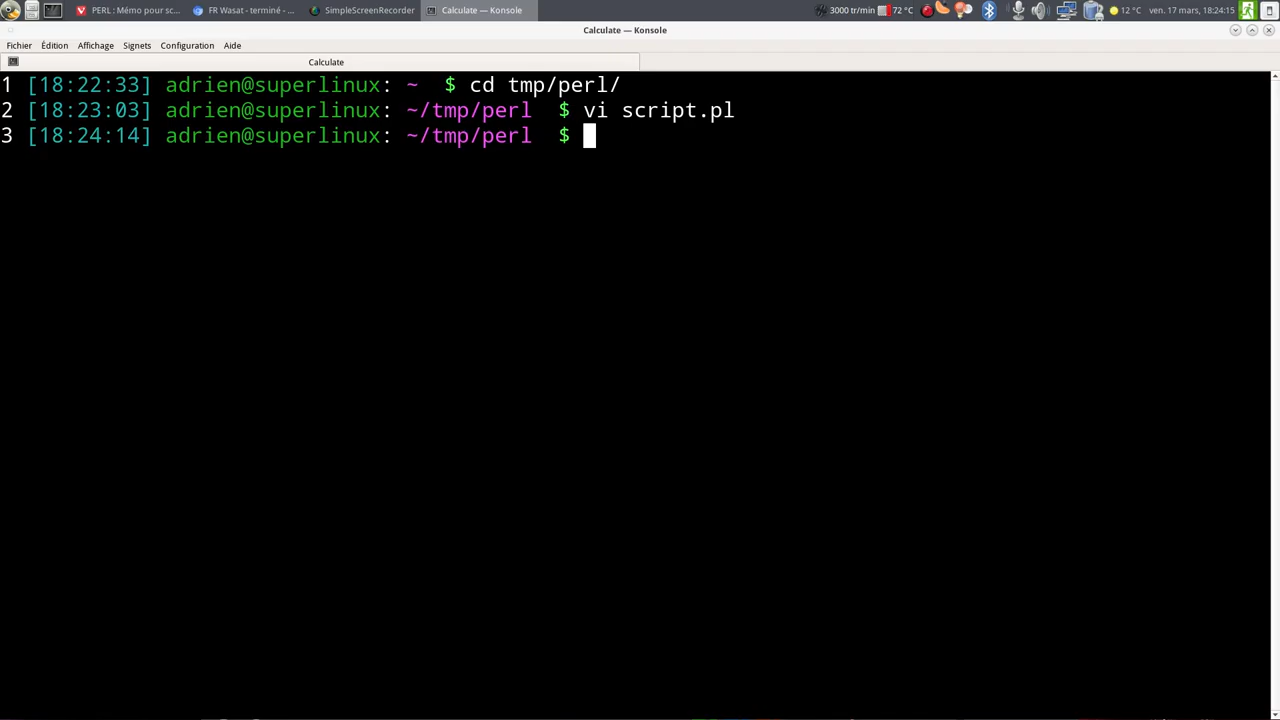 PERL : Mémo pour sc... FR Wasat - terminé - ... SimpleScreenRecorder Calculate — Konsole 3000 tr/min 72 °C 12 °C ven. 17 mars, 18:24:15
Calculate — Konsole
Fichier Édition Affichage Signets Configuration Aide
Calculate
1 [18:22:33] adrien@superlinux: ~ $ cd tmp/perl/
2 [18:23:03] adrien@superlinux: ~/tmp/perl $ vi script.pl
3 [18:24:14] adrien@superlinux: ~/tmp/perl $